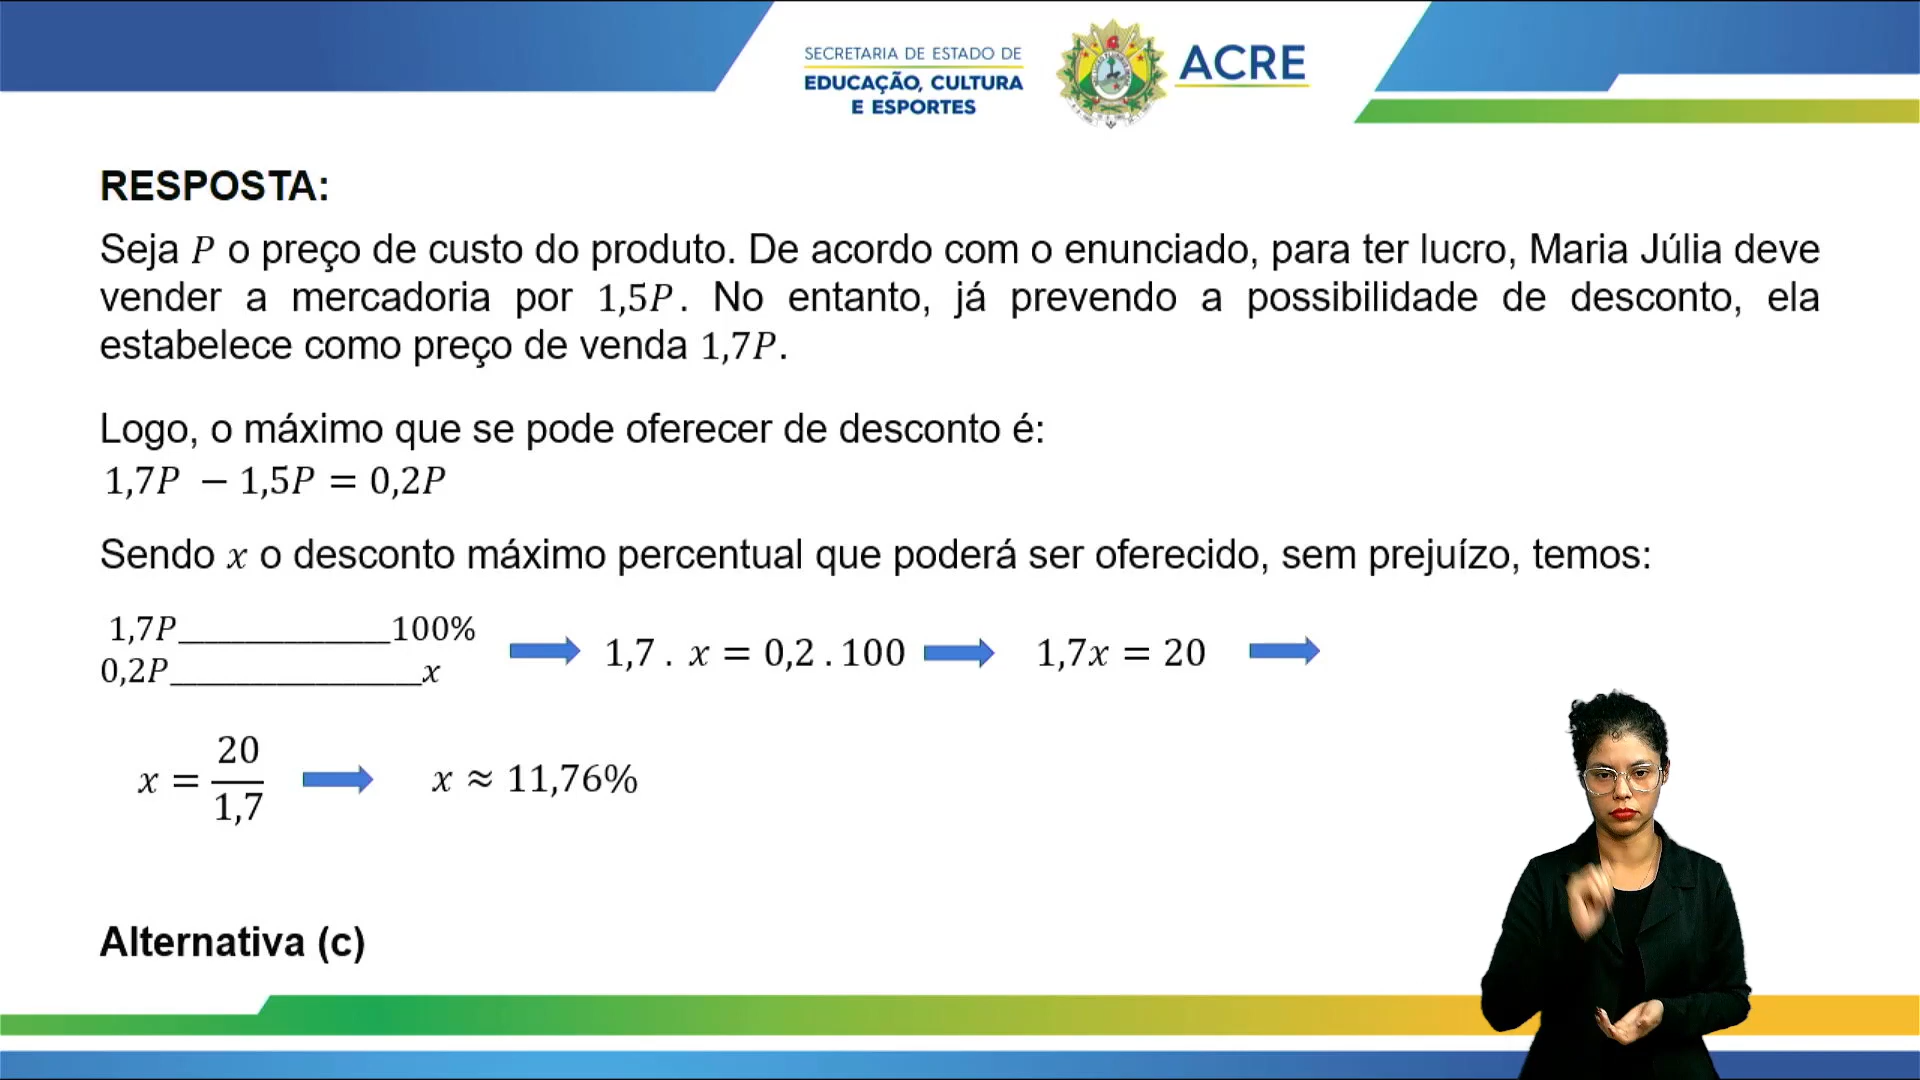 SECRETARIA DE ESTADO DE
EDUCAÇÃO, CULTURA
E ESPORTES
ACRE
RESPOSTA:
Seja P o preço de custo do produto. De acordo com o enunciado, para ter lucro, Maria Júlia deve
vender a mercadoria por 1,5P. No entanto, já prevendo a possibilidade de desconto, ela
estabelece como preço de venda 1,7P.
Logo, o máximo que se pode oferecer de desconto é:
1,7P − 1,5P = 0,2P
Sendo x o desconto máximo percentual que poderá ser oferecido, sem prejuízo, temos:
1,7P_____________100%
0,2P________________x
1,7 . x = 0,2 . 100
1,7x = 20
x = 20/1,7
x ≈ 11,76%
Alternativa (c)